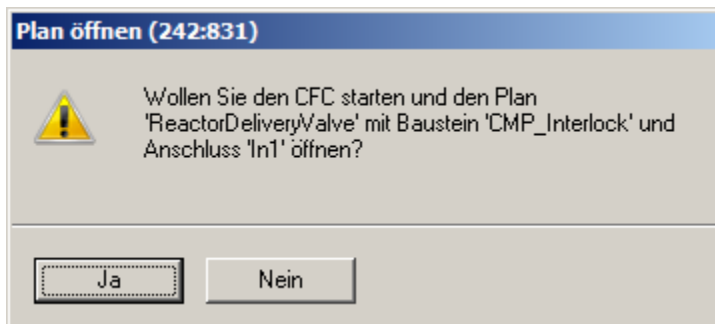 Plan öffnen (242:831)
Wollen Sie den CFC starten und den Plan
'ReactorDeliveryValve' mit Baustein 'CMP_Interlock' und
Anschluss 'In1' öffnen?
Ja
Nein